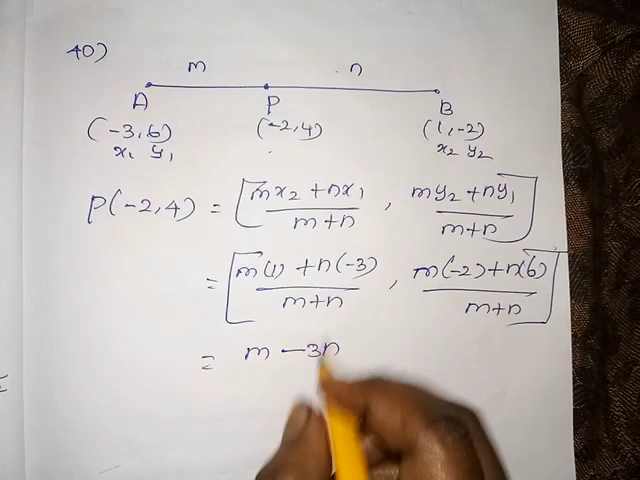 40)
m n
A P B
(-3,6) (-2,4) (1,-2)
x₁ y₁ x₂ y₂
P(-2,4) = [mx₂+nx₁/m+n , my₂+ny₁/m+n]
= [m(1)+n(-3)/m+n , m(-2)+n(6)/m+n]
= m-3n